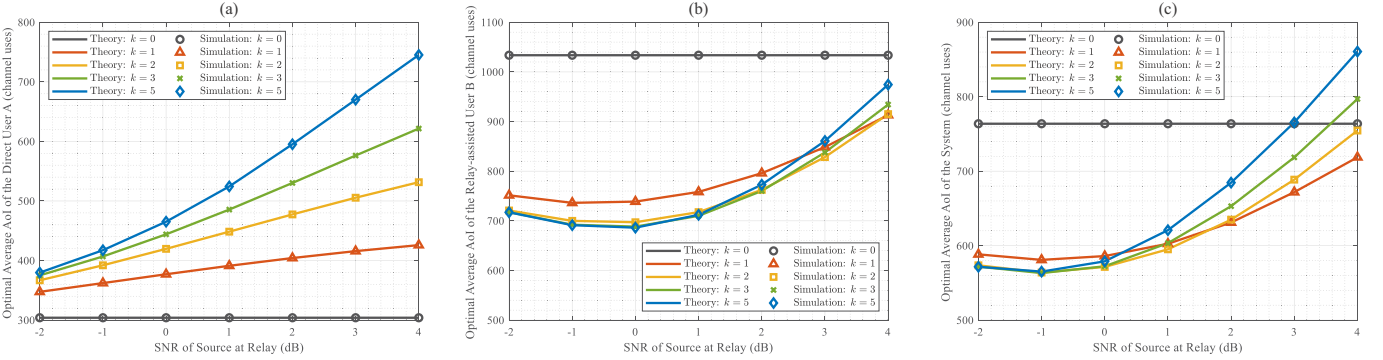 (a)
Optimal Average AoI of the Direct User A (channel uses)
800
700
600
500
400
300
Theory: k = 0
Theory: k = 1
Theory: k = 2
Theory: k = 3
Theory: k = 5
Simulation: k = 0
Simulation: k = 1
Simulation: k = 2
Simulation: k = 3
Simulation: k = 5
-2 -1 0 1 2 3 4
SNR of Source at Relay (dB)
(b)
Optimal Average AoI of the Relay-assisted User B (channel uses)
1100
1000
900
800
700
600
500
Theory: k = 0
Theory: k = 1
Theory: k = 2
Theory: k = 3
Theory: k = 5
Simulation: k = 0
Simulation: k = 1
Simulation: k = 2
Simulation: k = 3
Simulation: k = 5
-2 -1 0 1 2 3 4
SNR of Source at Relay (dB)
(c)
Optimal Average AoI of the System (channel uses)
900
800
700
600
500
Theory: k = 0
Theory: k = 1
Theory: k = 2
Theory: k = 3
Theory: k = 5
Simulation: k = 0
Simulation: k = 1
Simulation: k = 2
Simulation: k = 3
Simulation: k = 5
-2 -1 0 1 2 3 4
SNR of Source at Relay (dB)